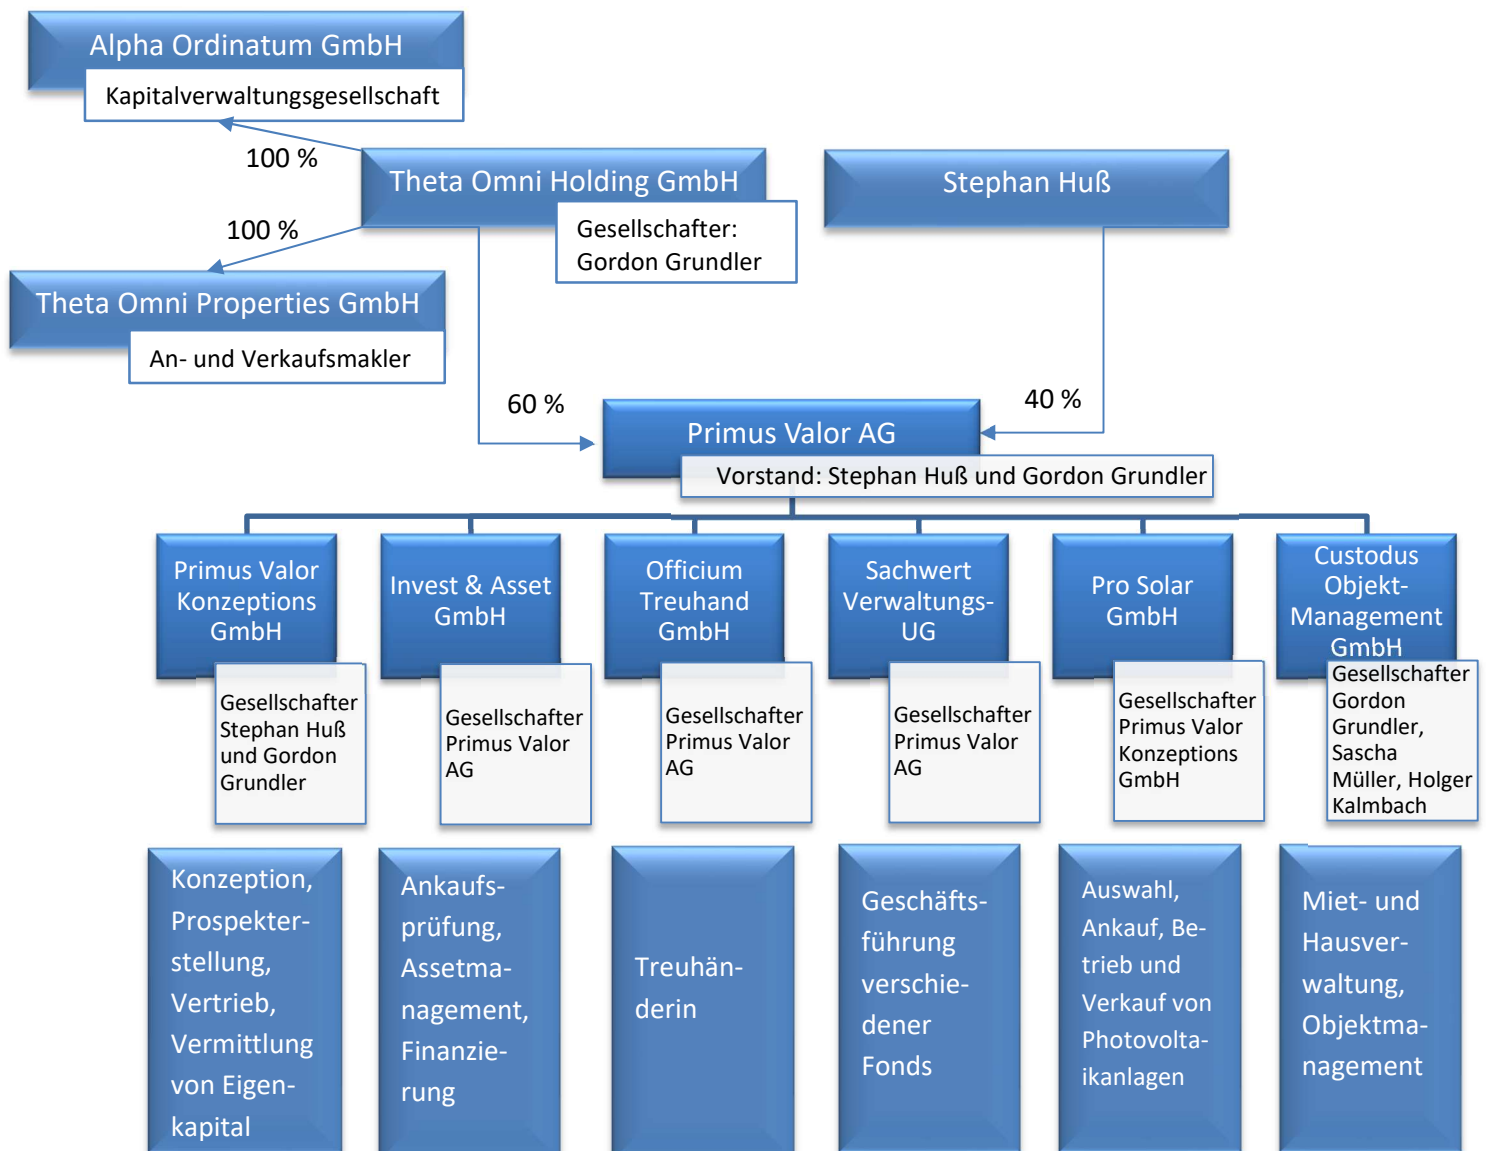 Alpha Ordinatum GmbH
Kapitalverwaltungsgesellschaft
100 %
Theta Omni Holding GmbH
Gesellschafter:
Gordon Grundler
Stephan Huß
100 %
Theta Omni Properties GmbH
An- und Verkaufsmakler
60 %
40 %
Primus Valor AG
Vorstand: Stephan Huß und Gordon Grundler
Primus Valor
Konzeptions
GmbH
Gesellschafter
Stephan Huß
und Gordon
Grundler
Invest & Asset
GmbH
Gesellschafter
Primus Valor
AG
Officium
Treuhand
GmbH
Gesellschafter
Primus Valor
AG
Sachwert
Verwaltungs-
UG
Gesellschafter
Primus Valor
AG
Pro Solar
GmbH
Gesellschafter
Primus Valor
Konzeptions
GmbH
Custodus
Objekt-
Management
GmbH
Gesellschafter
Gordon
Grundler,
Sascha
Müller, Holger
Kalmbach
Konzeption,
Prospekter-
stellung,
Vertrieb,
Vermittlung
von Eigen-
kapital
Ankaufs-
prüfung,
Assetma-
nagement,
Finanzie-
rung
Treuhän-
derin
Geschäfts-
führung
verschie-
dener
Fonds
Auswahl,
Ankauf, Be-
trieb und
Verkauf von
Photovolta-
ikanlagen
Miet- und
Hausver-
waltung,
Objektma-
nagement